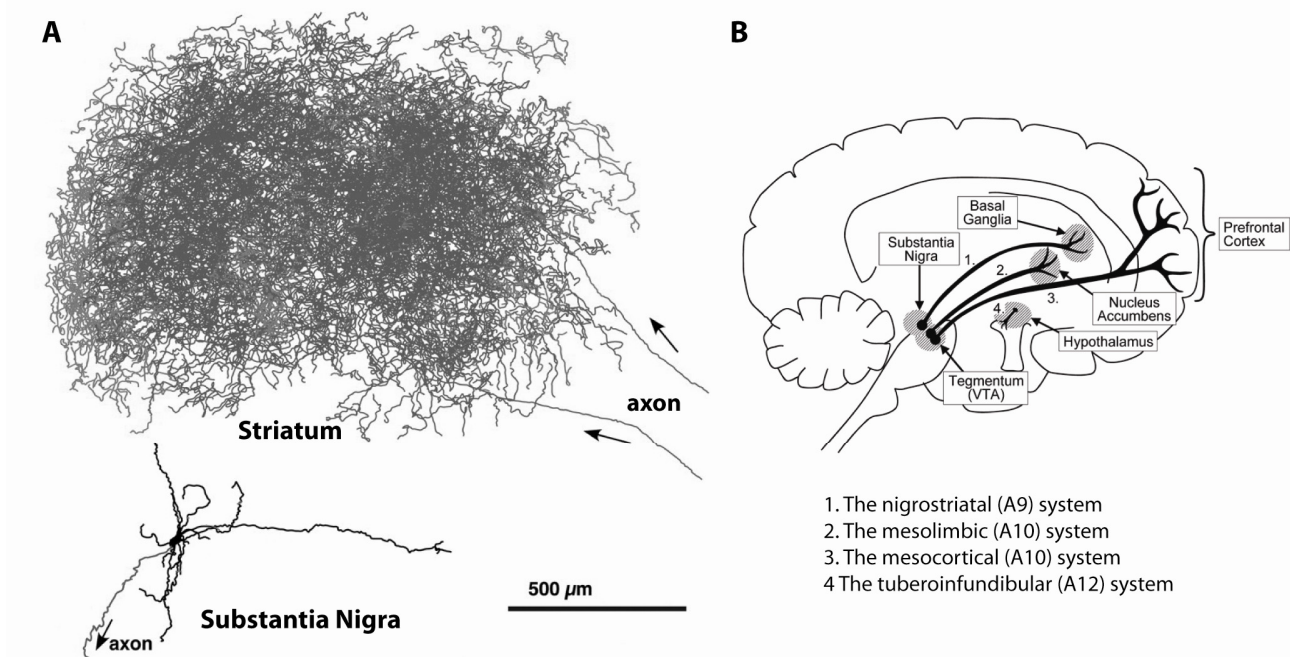 A
axon
Striatum
axon
Substantia Nigra
500 µm
B
Basal
Ganglia
Substantia
Nigra
Prefrontal
Cortex
1.
2.
3.
4.
Nucleus
Accumbens
Hypothalamus
Tegmentum
(VTA)
1. The nigrostriatal (A9) system
2. The mesolimbic (A10) system
3. The mesocortical (A10) system
4 The tuberoinfundibular (A12) system